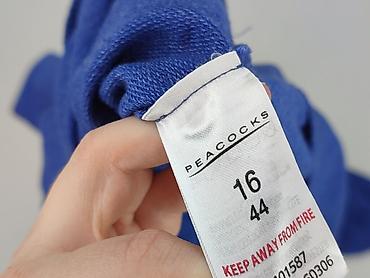 PEACOCKS
16
44
KEEP AWAY FROM FIRE